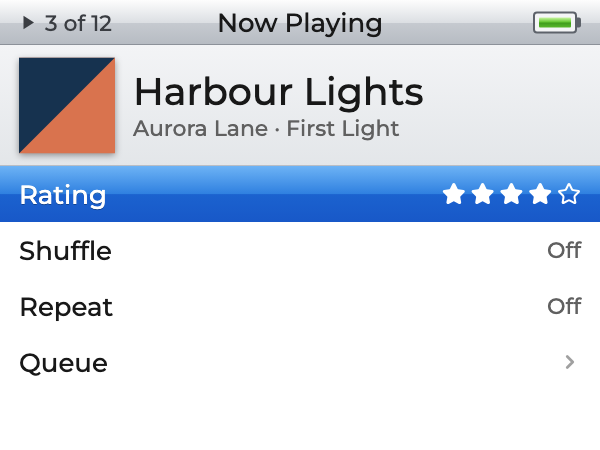 3 of 12
Now Playing
Harbour Lights
Aurora Lane · First Light
Rating
Shuffle Off
Repeat Off
Queue